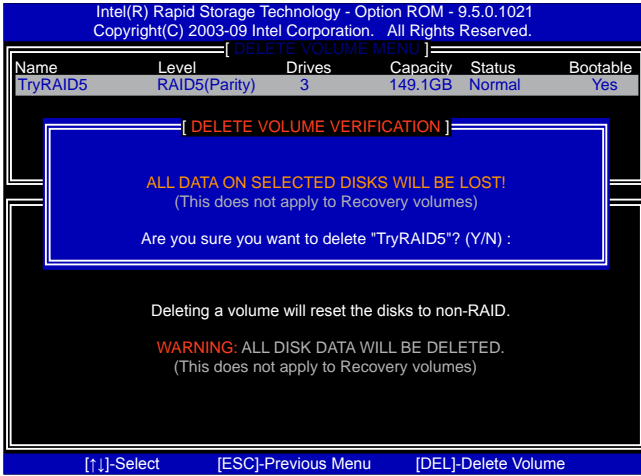 Intel(R) Rapid Storage Technology - Option ROM - 9.5.0.1021
Copyright(C) 2003-09 Intel Corporation. All Rights Reserved.
[ DELETE VOLUME MENU ]
Name Level Drives Capacity Status Bootable
TryRAID5 RAID5(Parity) 3 149.1GB Normal Yes
[ DELETE VOLUME VERIFICATION ]
ALL DATA ON SELECTED DISKS WILL BE LOST!
(This does not apply to Recovery volumes)
Are you sure you want to delete "TryRAID5"? (Y/N) :
Deleting a volume will reset the disks to non-RAID.
WARNING: ALL DISK DATA WILL BE DELETED.
(This does not apply to Recovery volumes)
[↑↓]-Select [ESC]-Previous Menu [DEL]-Delete Volume